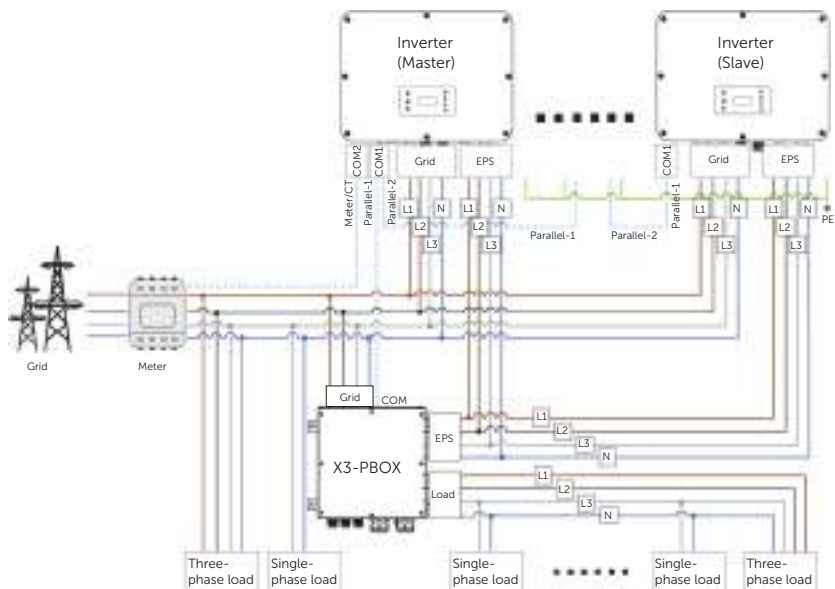 Inverter
(Master)
Inverter
(Slave)
COM2
COM1
Grid
EPS
COM1
Grid
EPS
Meter/CT
Parallel-1
Parallel-2
Parallel-1
L1
L2
L3
N
L1
L2
L3
N
Parallel-1
Parallel-2
L1
L2
L3
N
L1
L2
L3
N
PE
Grid
Meter
Grid
COM
X3-PBOX
EPS
Load
L1
L2
L3
N
L1
L2
L3
N
Three-
phase load
Single-
phase load
Single-
phase load
Single-
phase load
Three-
phase load